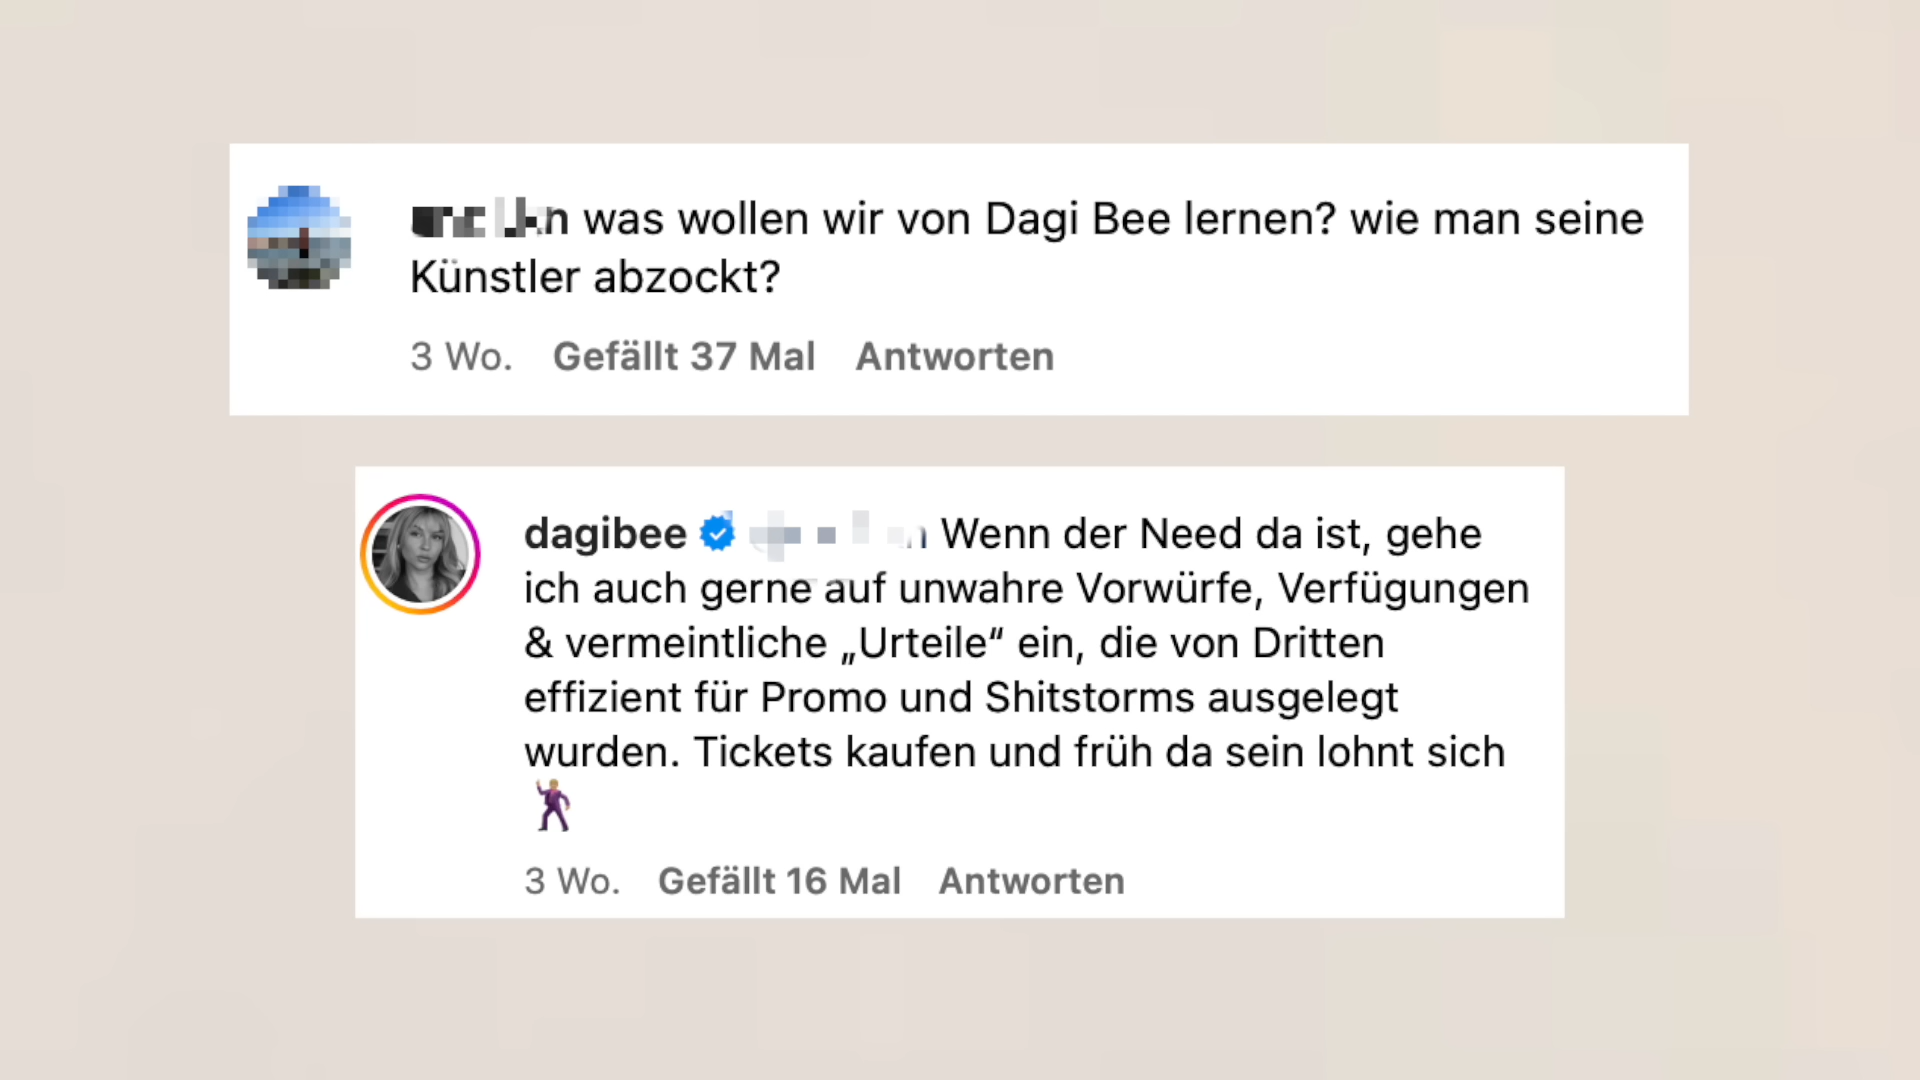 was wollen wir von Dagi Bee lernen? wie man seine
Künstler abzockt?
3 Wo. Gefällt 37 Mal Antworten
dagibee Wenn der Need da ist, gehe
ich auch gerne auf unwahre Vorwürfe, Verfügungen
& vermeintliche „Urteile“ ein, die von Dritten
effizient für Promo und Shitstorms ausgelegt
wurden. Tickets kaufen und früh da sein lohnt sich
🕺🏼
3 Wo. Gefällt 16 Mal Antworten